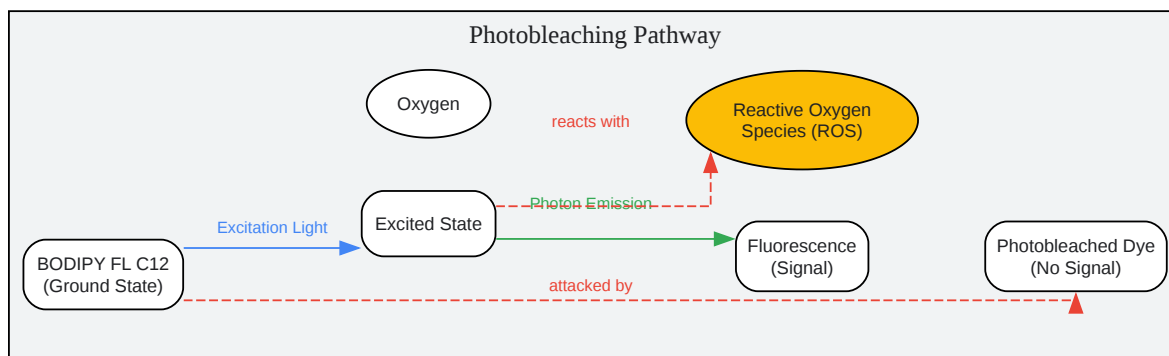 Photobleaching Pathway
Oxygen
reacts with
Reactive Oxygen
Species (ROS)
Excitation Light
Excited State
Photon Emission
BODIPY FL C12
(Ground State)
Fluorescence
(Signal)
Photobleached Dye
(No Signal)
attacked by